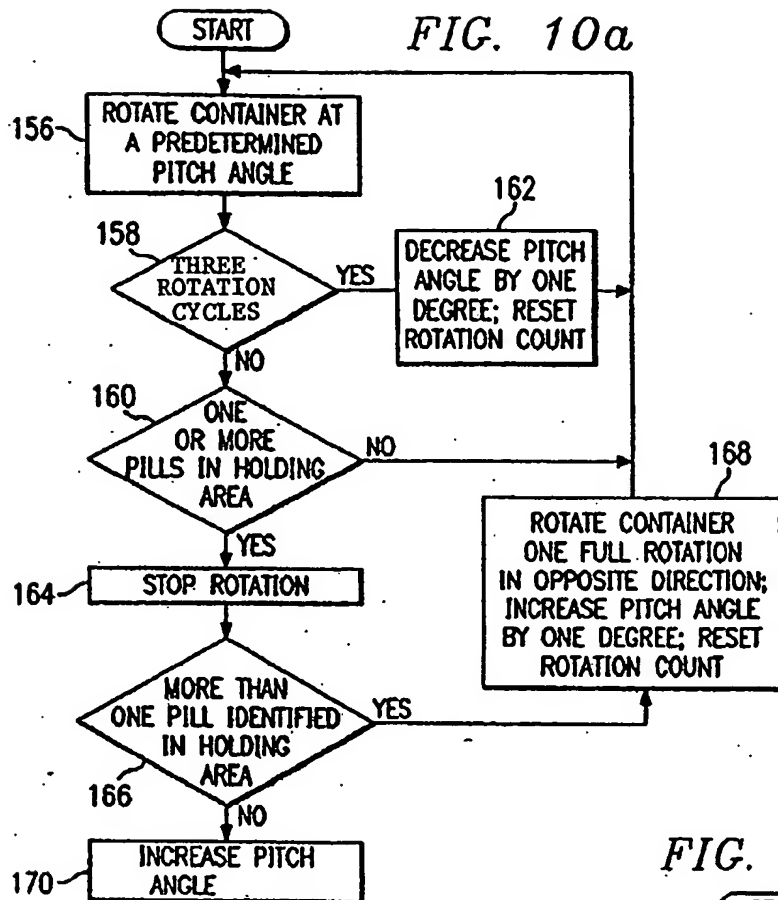 START
FIG. 10a
156
ROTATE CONTAINER AT
A PREDETERMINED
PITCH ANGLE
158
THREE
ROTATION
CYCLES
YES
162
DECREASE PITCH
ANGLE BY ONE
DEGREE; RESET
ROTATION COUNT
NO
160
ONE
OR MORE
PILLS IN HOLDING
AREA
NO
168
ROTATE CONTAINER
ONE FULL ROTATION
IN OPPOSITE DIRECTION;
INCREASE PITCH ANGLE
BY ONE DEGREE; RESET
ROTATION COUNT
YES
164
STOP ROTATION
MORE THAN
ONE PILL IDENTIFIED
IN HOLDING
AREA
YES
166
NO
170
INCREASE PITCH
ANGLE
FIG.